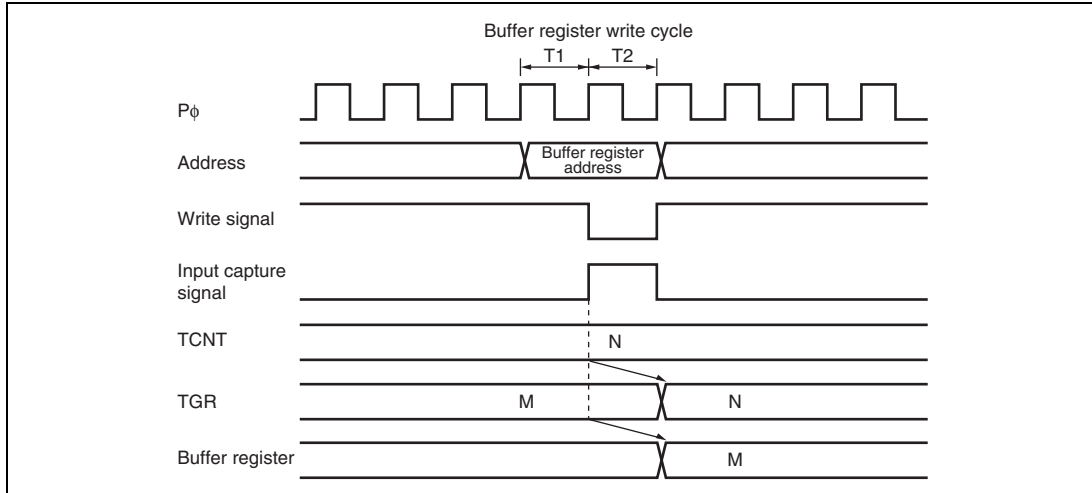 Buffer register write cycle
T1 T2
Pϕ
Address
Buffer register
address
Write signal
Input capture
signal
TCNT
N
TGR
M N
Buffer register
M